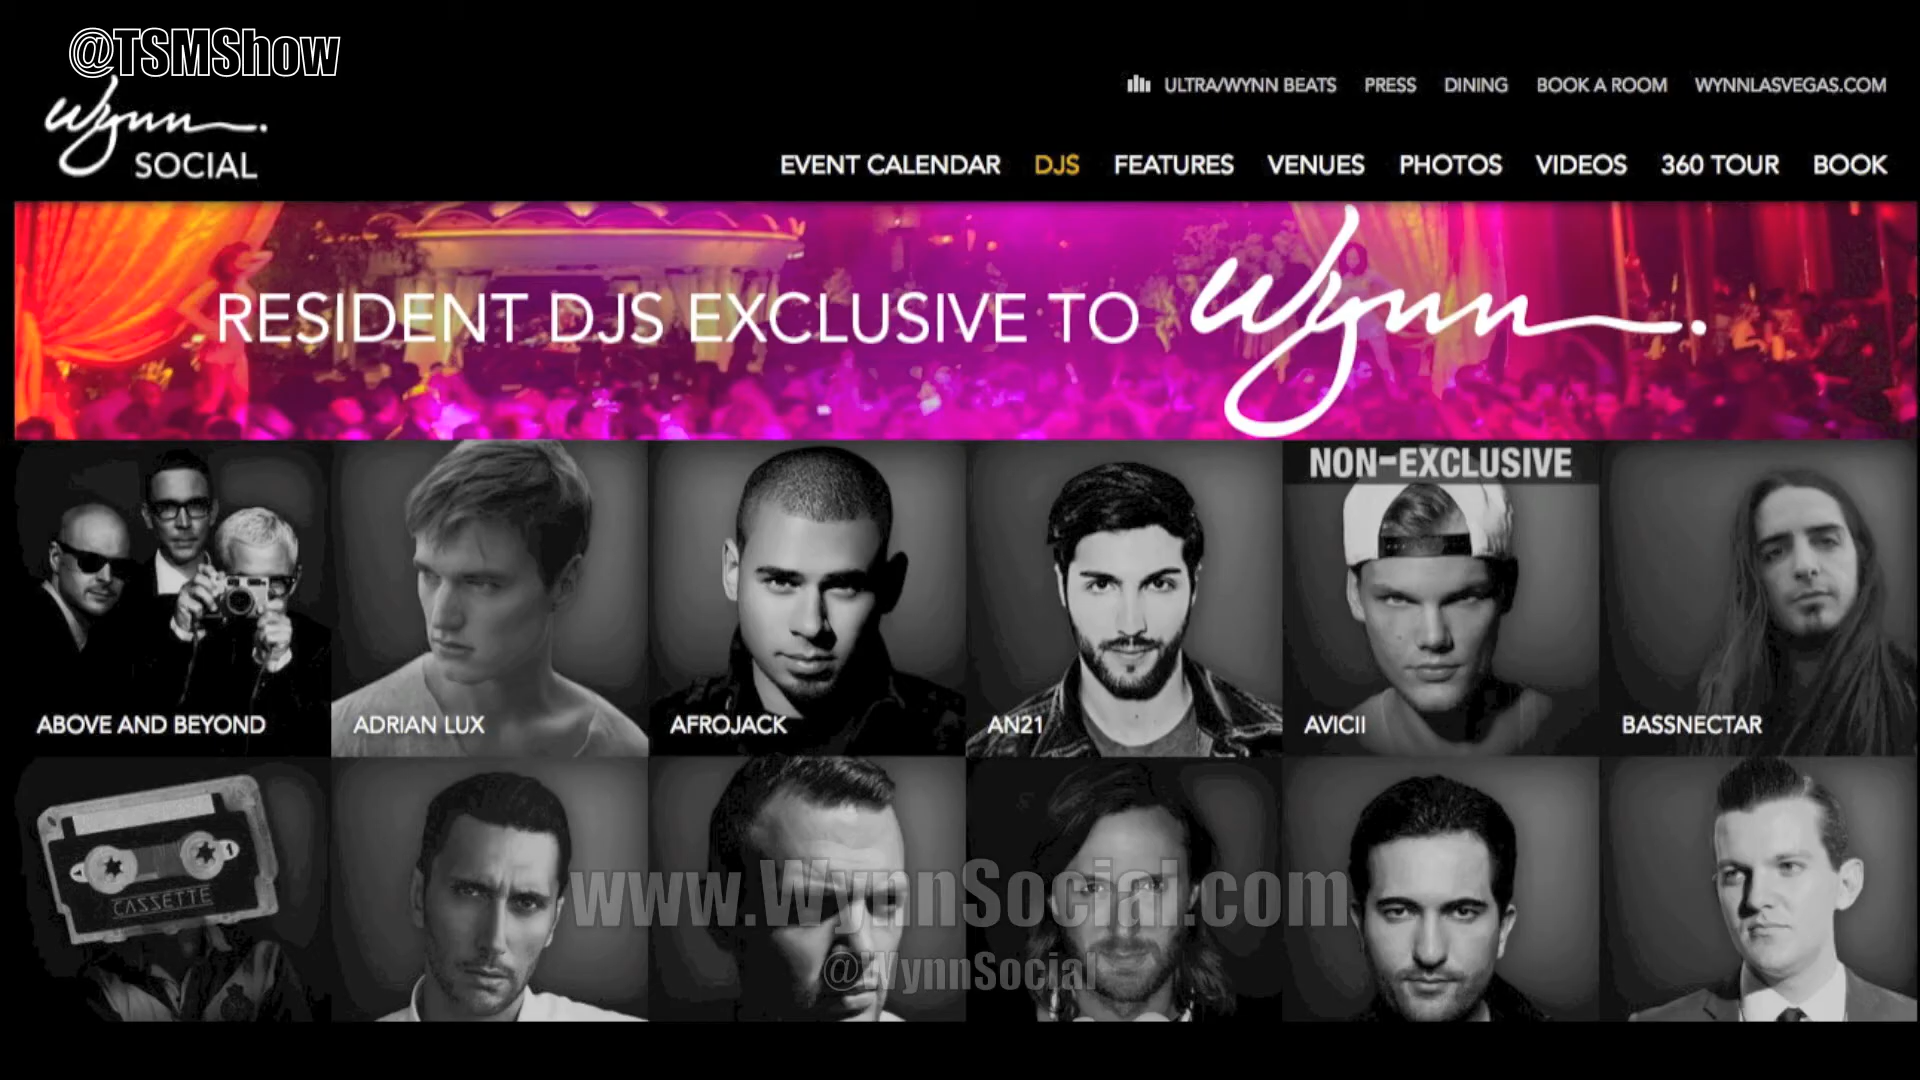 @TSMShow
Wynn.
SOCIAL
ULTRA/WYNN BEATS PRESS DINING BOOK A ROOM WYNNLASVEGAS.COM
EVENT CALENDAR DJS FEATURES VENUES PHOTOS VIDEOS 360 TOUR BOOK
RESIDENT DJS EXCLUSIVE TO Wynn.
NON-EXCLUSIVE
ABOVE AND BEYOND ADRIAN LUX AFROJACK AN21 AVICII BASSNECTAR
CASSETTE
www.WynnSocial.com
@WynnSocial